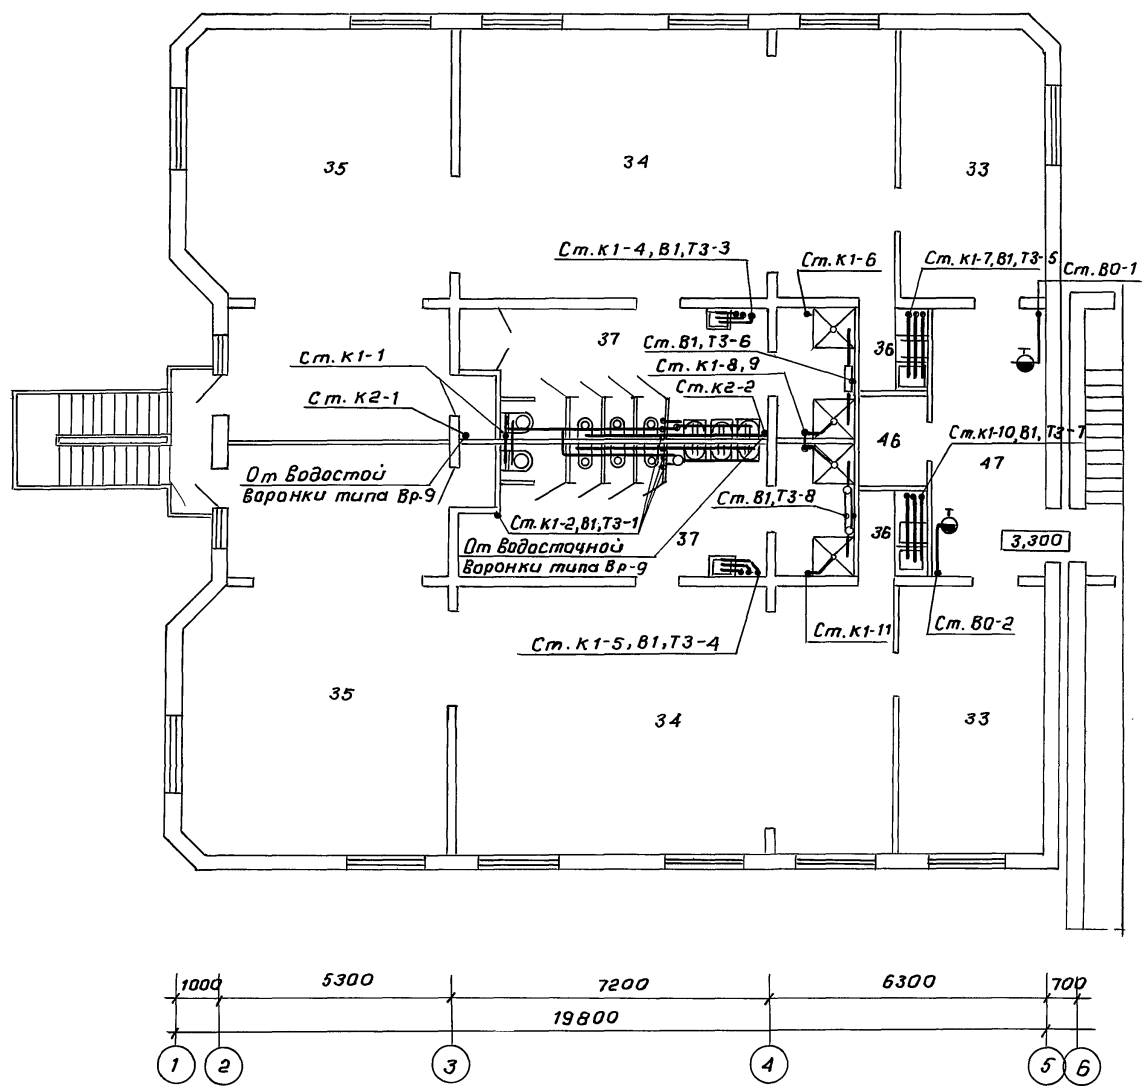 35
34
33
Ст. К1-4, В1, Т3-3
Ст. К1-6
Ст. К1-7, В1, Т3-5
Ст. В0-1
37
36
Ст. В1, Т3-6
Ст. К1-1
Ст. К1-8, 9
Ст. К2-2
Ст. К2-1
46
Ст. К1-10, В1, Т3-7
47
От водостой
воронки типа Вр-9
Ст. В1, Т3-8
Ст. К1-2, В1, Т3-1
37
36
3,300
От водосточной
воронки типа Вр-9
Ст. К1-5, В1, Т3-4
Ст. К1-11
Ст. В0-2
35
34
33
1000
5300
7200
6300
700
19800
1
2
3
4
5
6